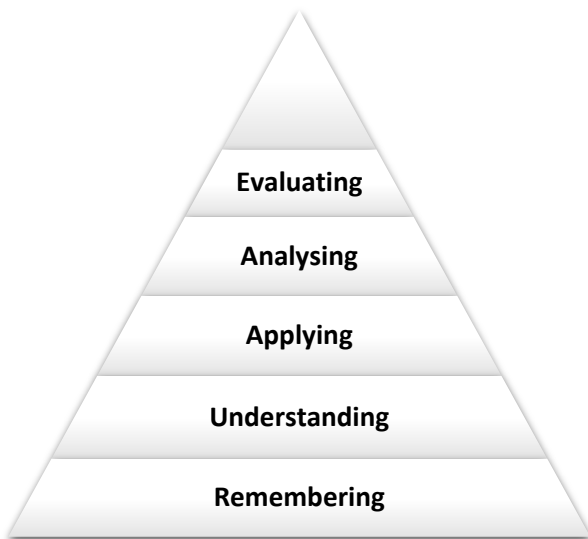 Evaluating
Analysing
Applying
Understanding
Remembering